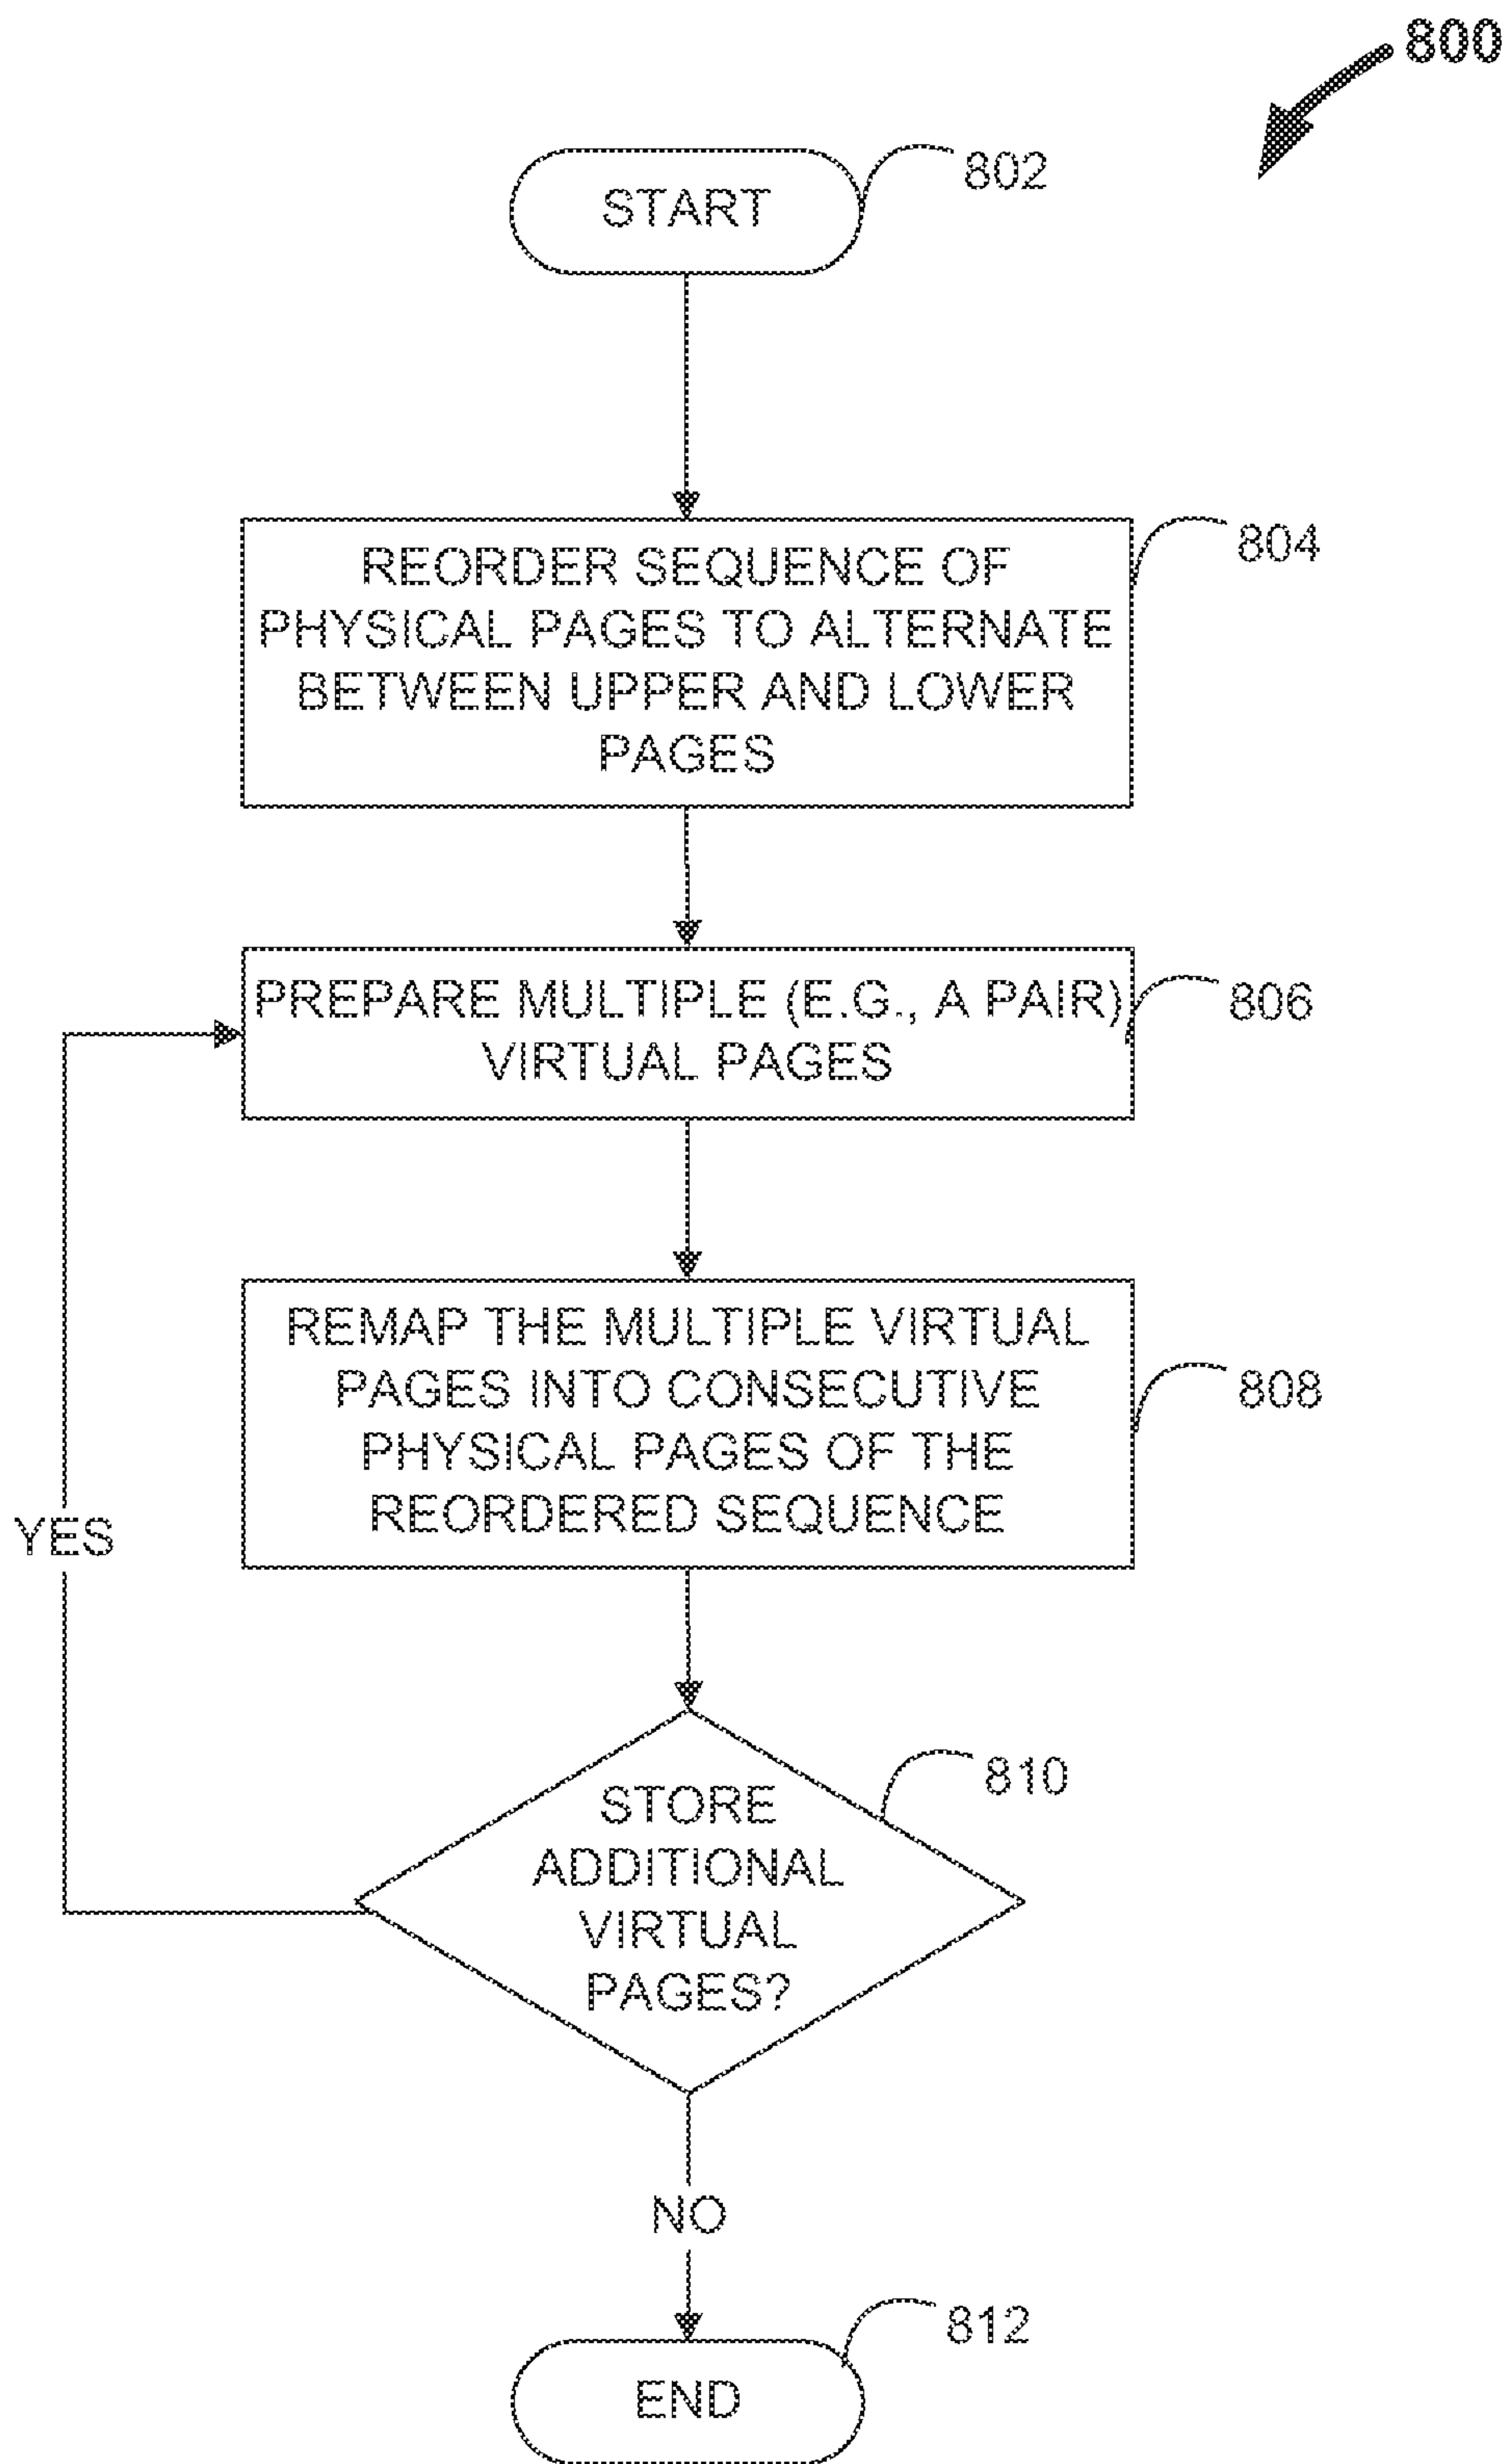 800
START
802
REORDER SEQUENCE OF
PHYSICAL PAGES TO ALTERNATE
BETWEEN UPPER AND LOWER
PAGES
804
PREPARE MULTIPLE (E.G., A PAIR)
VIRTUAL PAGES
806
REMAP THE MULTIPLE VIRTUAL
PAGES INTO CONSECUTIVE
PHYSICAL PAGES OF THE
REORDERED SEQUENCE
808
YES
STORE
ADDITIONAL
VIRTUAL
PAGES?
810
NO
END
812